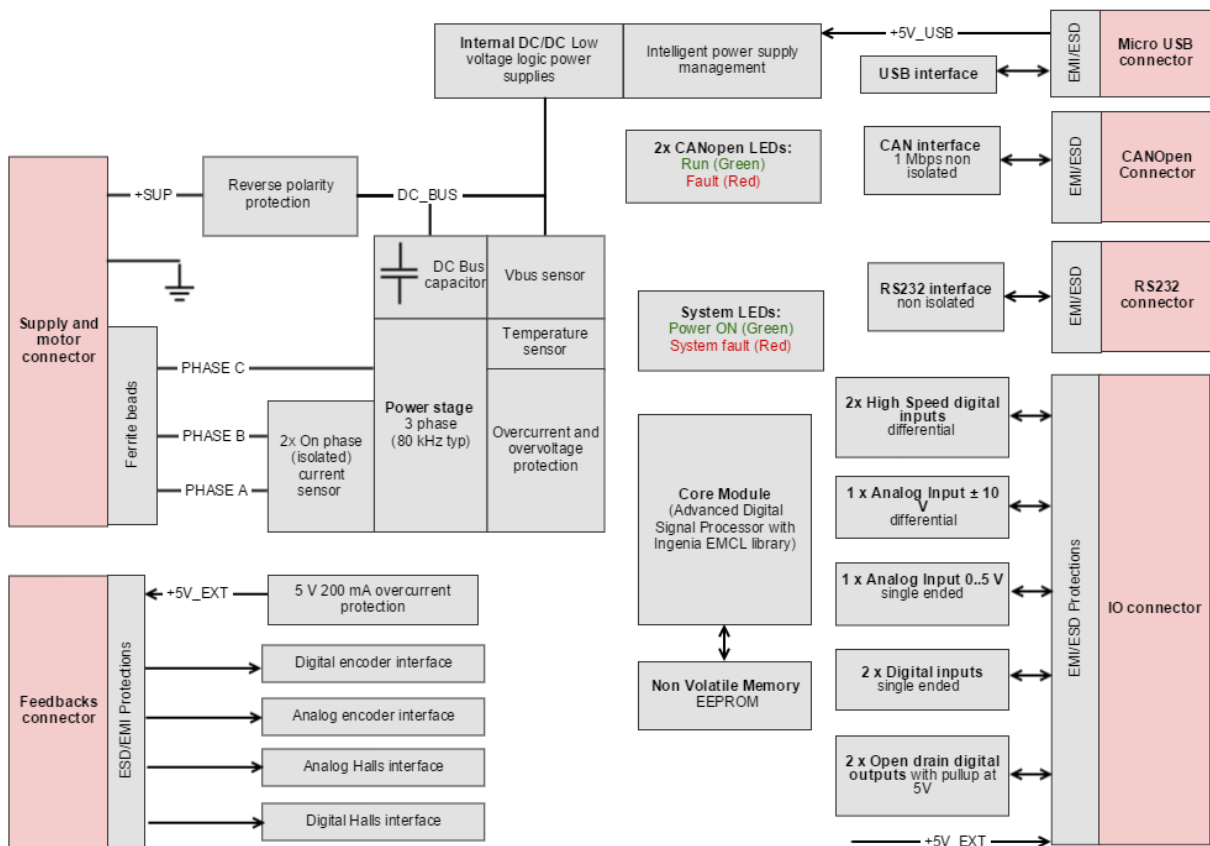 Internal DC/DC Low
voltage logic power
supplies
Intelligent power supply
management
+5V_USB
USB interface
EMI/ESD
Micro USB
connector
2x CANopen LEDs:
Run (Green)
Fault (Red)
CAN interface
1 Mbps non
isolated
EMI/ESD
CANOpen
Connector
+SUP
Reverse polarity
protection
DC_BUS
DC Bus
capacitor
Vbus sensor
RS232 interface
non isolated
EMI/ESD
RS232
connector
Supply and
motor
connector
Ferrite beads
PHASE C
PHASE B
PHASE A
2x On phase
(isolated)
current
sensor
Power stage
3 phase
(80 kHz typ)
Temperature
sensor
Overcurrent and
overvoltage
protection
System LEDs:
Power ON (Green)
System fault (Red)
Core Module
(Advanced Digital
Signal Processor with
Ingenia EMCL library)
Non Volatile Memory
EEPROM
2x High Speed digital
inputs
differential
1 x Analog Input ± 10
V
differential
1 x Analog Input 0..5 V
single ended
2 x Digital inputs
single ended
2 x Open drain digital
outputs with pullup at
5V
+5V_EXT
EMI/ESD Protections
IO connector
Feedbacks
connector
ESD/EMI Protections
+5V_EXT
5 V 200 mA overcurrent
protection
Digital encoder interface
Analog encoder interface
Analog Halls interface
Digital Halls interface